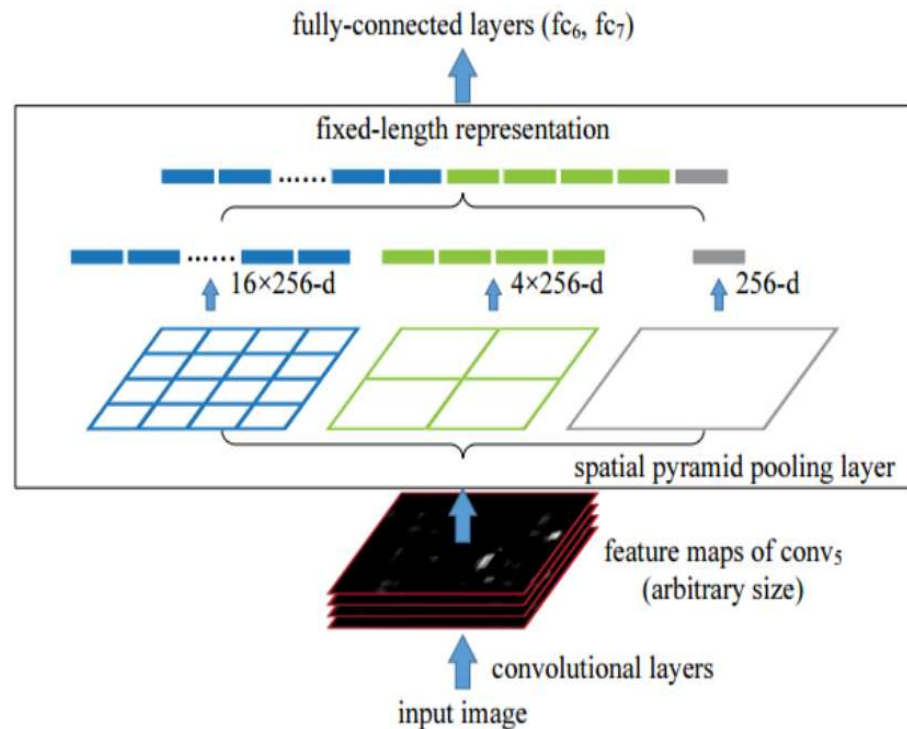 fully-connected layers (fc₆, fc₇)
fixed-length representation
......
......
16×256-d
4×256-d
256-d
spatial pyramid pooling layer
feature maps of conv₅
(arbitrary size)
convolutional layers
input image